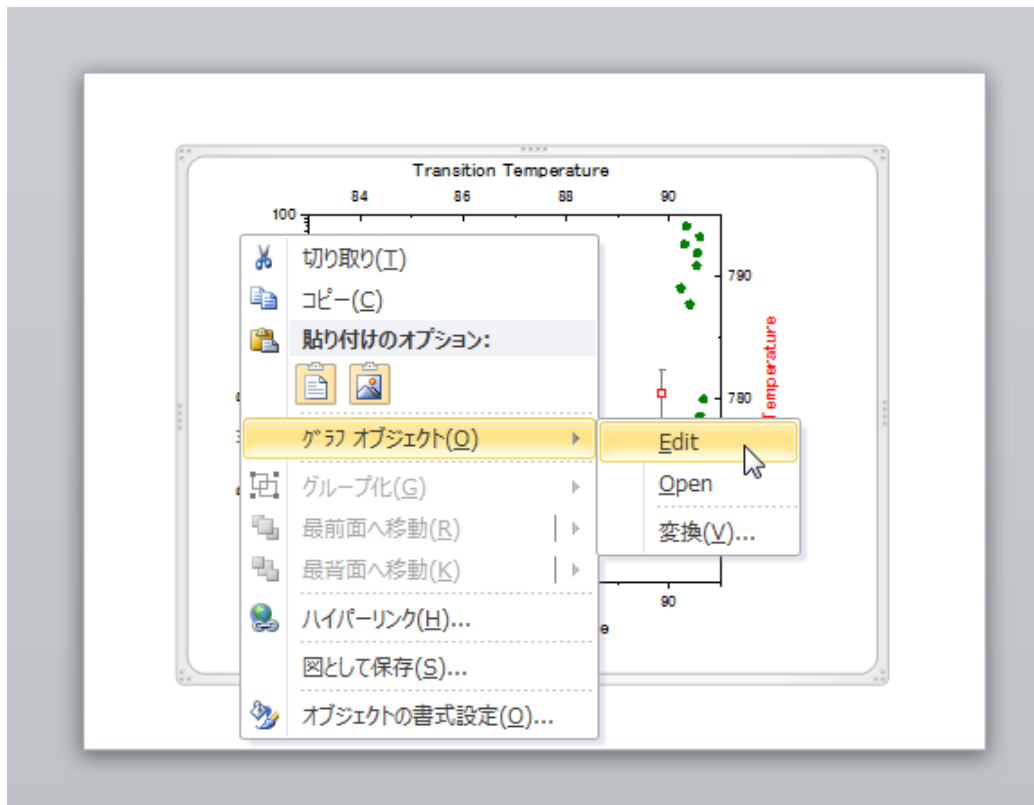 Transition Temperature
84 86 88 90
100
790
780
Temperature
切り取り(T)
コピー(C)
貼り付けのオプション:
グラフ オブジェクト(O)
グループ化(G)
最前面へ移動(R)
最背面へ移動(K)
ハイパーリンク(H)...
図として保存(S)...
オブジェクトの書式設定(O)...
Edit
Open
変換(V)...
90